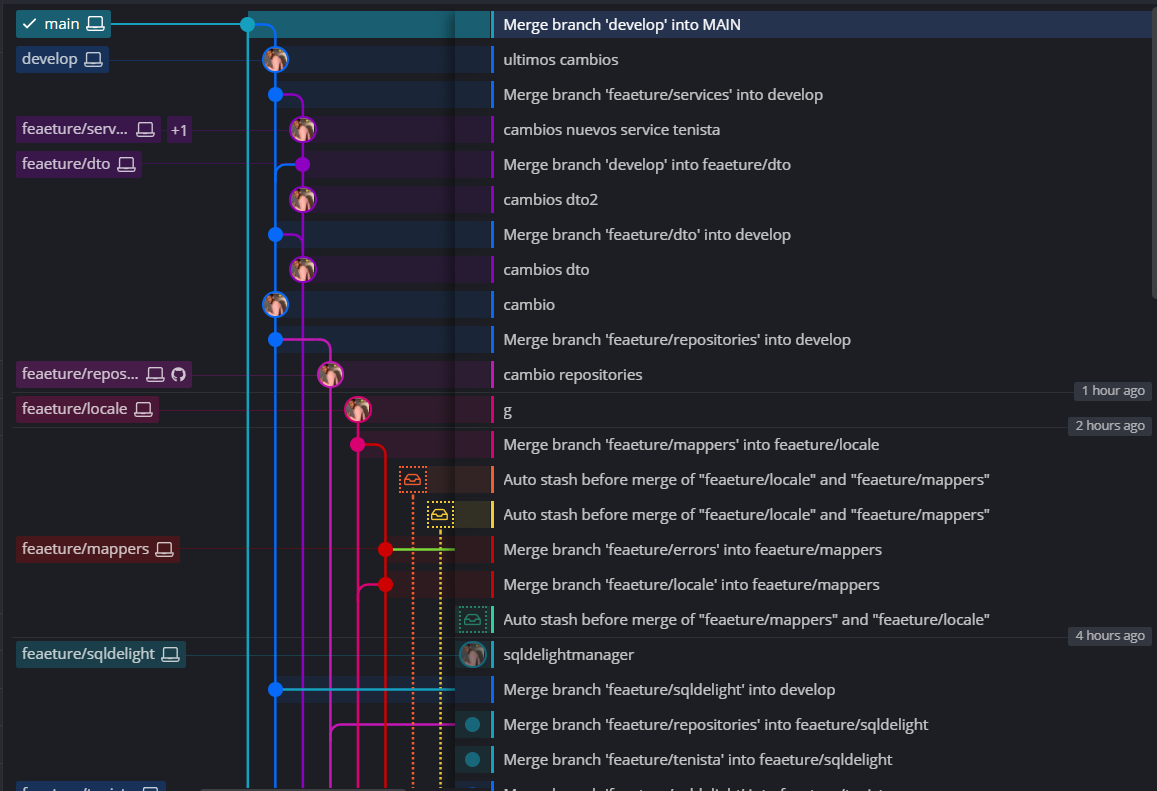 main Merge branch 'develop' into MAIN
develop ultimos cambios
Merge branch 'feaeture/services' into develop
feaeture/serv... +1 cambios nuevos service tenista
feaeture/dto Merge branch 'develop' into feaeture/dto
cambios dto2
Merge branch 'feaeture/dto' into develop
cambios dto
cambio
Merge branch 'feaeture/repositories' into develop
feaeture/repos... cambio repositories
1 hour ago
feaeture/locale g
2 hours ago
Merge branch 'feaeture/mappers' into feaeture/locale
Auto stash before merge of "feaeture/locale" and "feaeture/mappers"
Auto stash before merge of "feaeture/locale" and "feaeture/mappers"
feaeture/mappers Merge branch 'feaeture/errors' into feaeture/mappers
Merge branch 'feaeture/locale' into feaeture/mappers
Auto stash before merge of "feaeture/mappers" and "feaeture/locale"
4 hours ago
feaeture/sqldelight sqldelightmanager
Merge branch 'feaeture/sqldelight' into develop
Merge branch 'feaeture/repositories' into feaeture/sqldelight
Merge branch 'feaeture/tenista' into feaeture/sqldelight